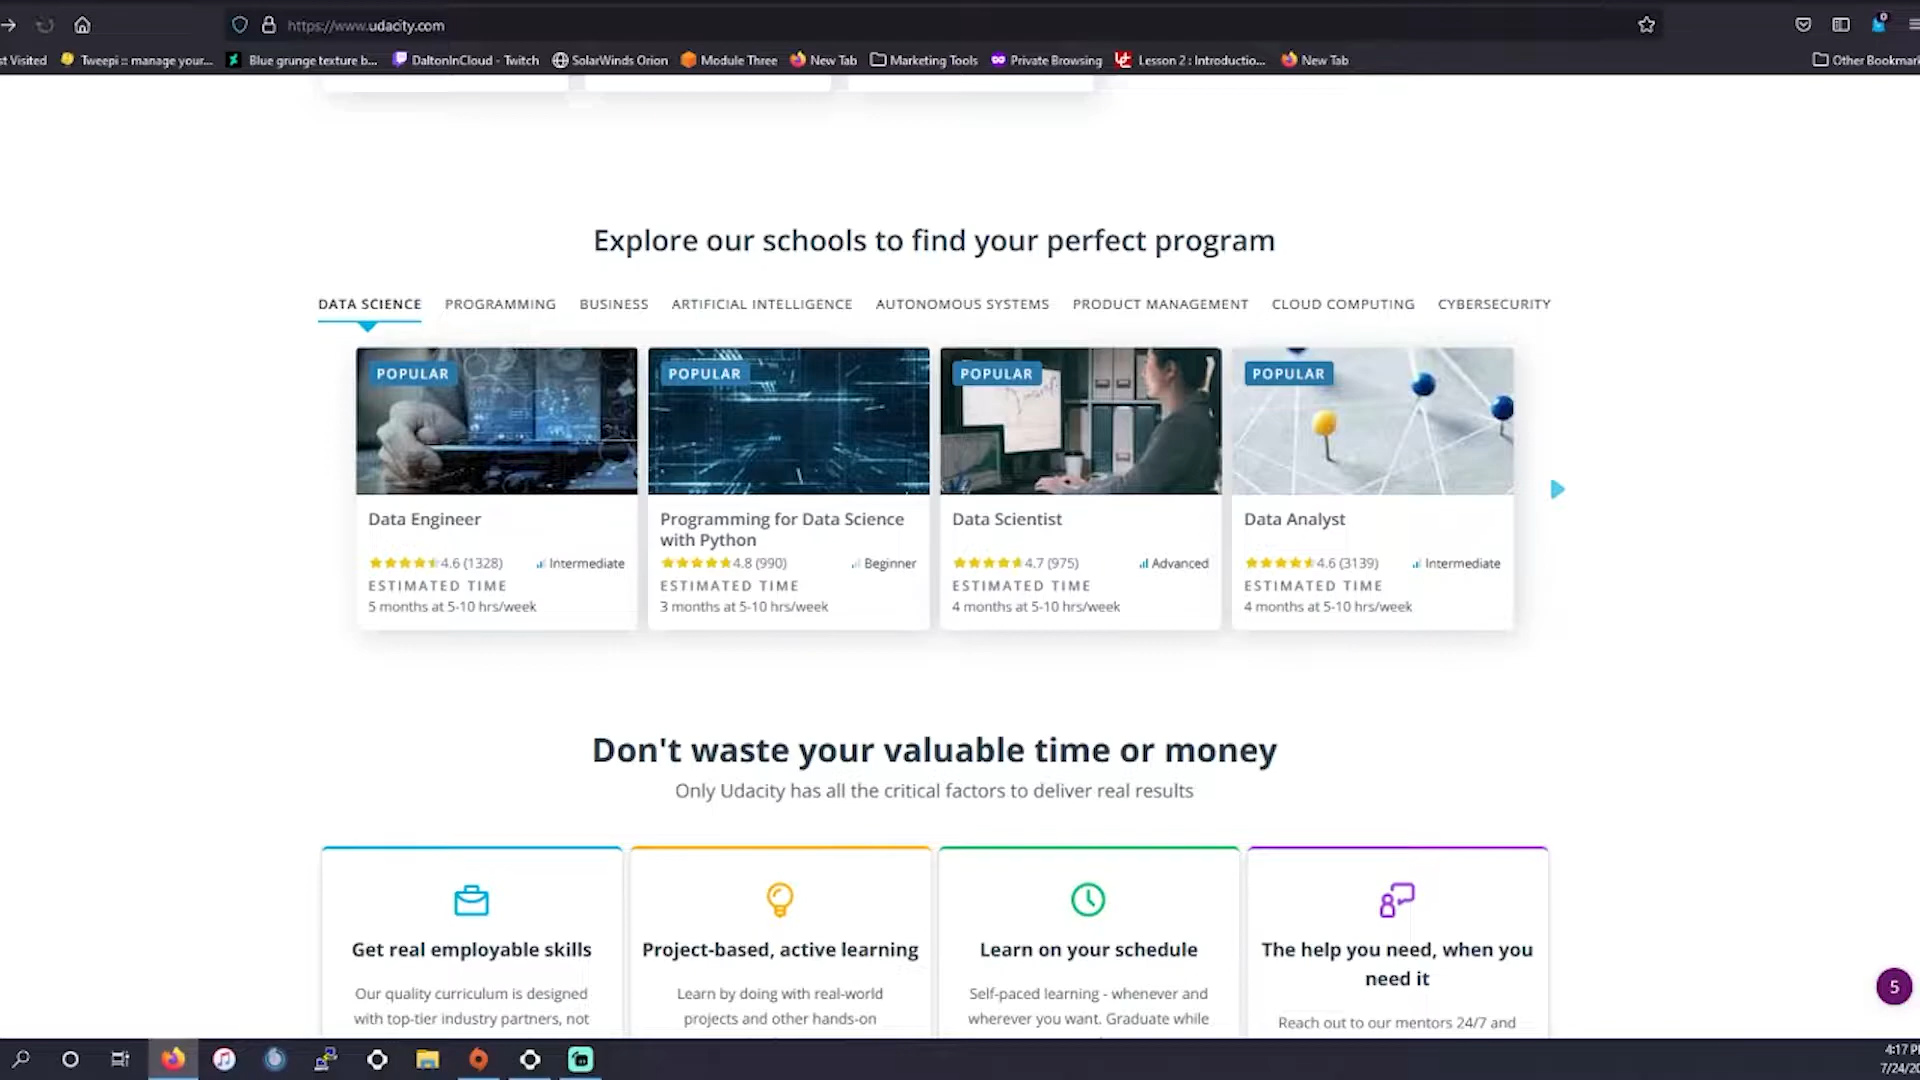 https://www.udacity.com
st Visited Tweepi :: manage your... Blue grunge texture b... DaltonInCloud - Twitch SolarWinds Orion Module Three New Tab Marketing Tools Private Browsing Lesson 2 : Introductio... New Tab Other Bookmar
Explore our schools to find your perfect program
DATA SCIENCE PROGRAMMING BUSINESS ARTIFICIAL INTELLIGENCE AUTONOMOUS SYSTEMS PRODUCT MANAGEMENT CLOUD COMPUTING CYBERSECURITY
POPULAR POPULAR POPULAR POPULAR
Data Engineer
4.6 (1328) Intermediate
ESTIMATED TIME
5 months at 5-10 hrs/week
Programming for Data Science
with Python
4.8 (990) Beginner
ESTIMATED TIME
3 months at 5-10 hrs/week
Data Scientist
4.7 (975) Advanced
ESTIMATED TIME
4 months at 5-10 hrs/week
Data Analyst
4.6 (3139) Intermediate
ESTIMATED TIME
4 months at 5-10 hrs/week
Don't waste your valuable time or money
Only Udacity has all the critical factors to deliver real results
Get real employable skills
Our quality curriculum is designed
with top-tier industry partners, not
Project-based, active learning
Learn by doing with real-world
projects and other hands-on
Learn on your schedule
Self-paced learning - whenever and
wherever you want. Graduate while
The help you need, when you
need it
Reach out to our mentors 24/7 and
5
4:17 P
7/24/20